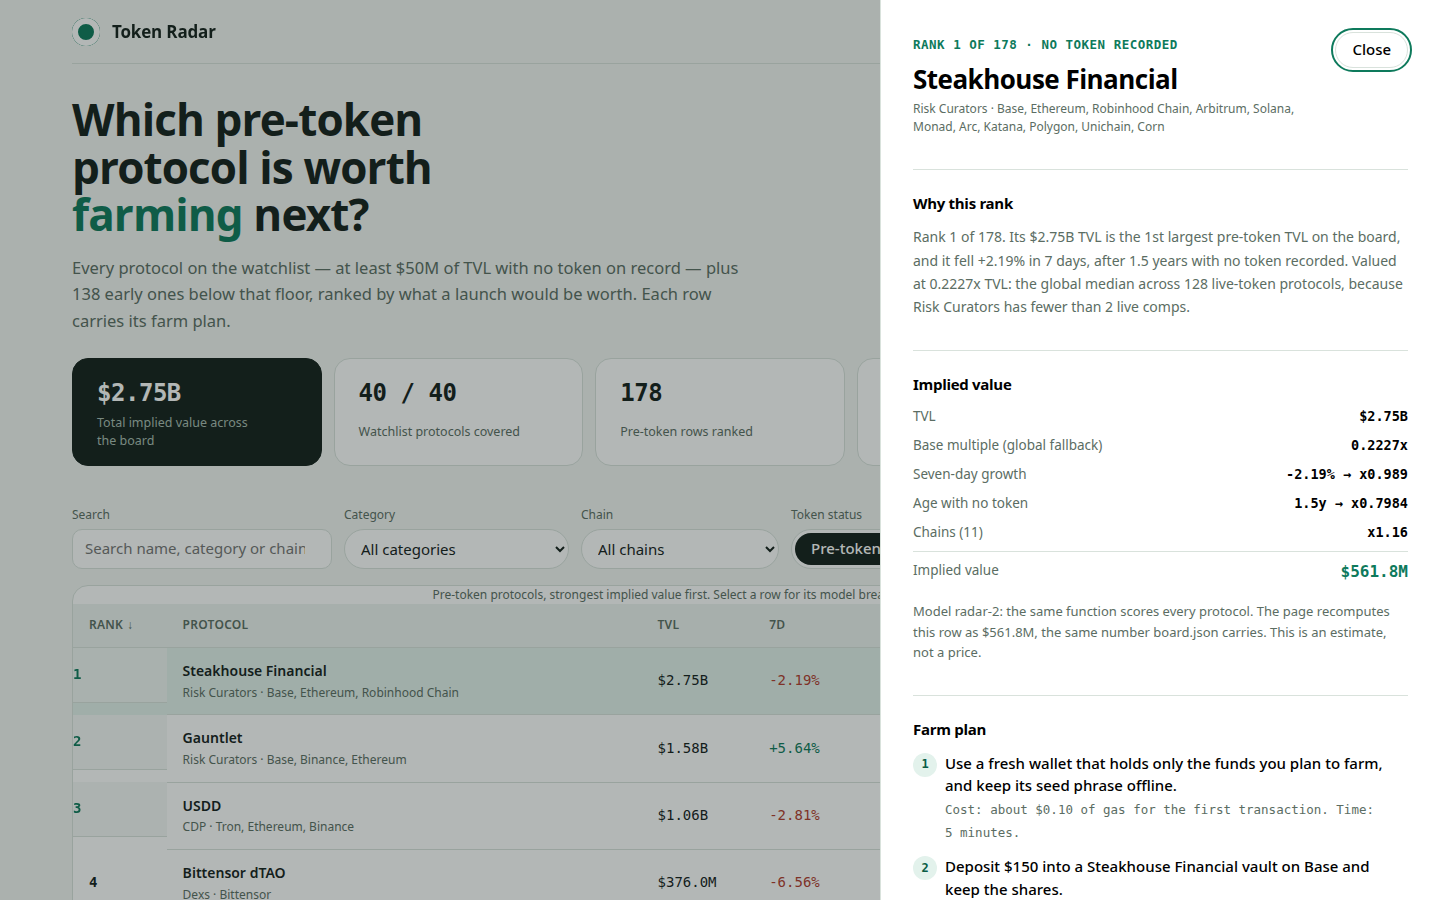 Token Radar
Which pre-token
protocol is worth
farming next?
Every protocol on the watchlist — at least $50M of TVL with no token on record — plus
138 early ones below that floor, ranked by what a launch would be worth. Each row
carries its farm plan.
$2.75B
Total implied value across
the board
40 / 40
Watchlist protocols covered
178
Pre-token rows ranked
Search
Category
Chain
Token status
Search name, category or chain
All categories
All chains
Pre-token
Pre-token protocols, strongest implied value first. Select a row for its model brea
RANK ↓
PROTOCOL
TVL
7D
1
Steakhouse Financial
Risk Curators · Base, Ethereum, Robinhood Chain
$2.75B
-2.19%
2
Gauntlet
Risk Curators · Base, Binance, Ethereum
$1.58B
+5.64%
3
USDD
CDP · Tron, Ethereum, Binance
$1.06B
-2.81%
4
Bittensor dTAO
Dexs · Bittensor
$376.0M
-6.56%
RANK 1 OF 178 · NO TOKEN RECORDED
Close
Steakhouse Financial
Risk Curators · Base, Ethereum, Robinhood Chain, Arbitrum, Solana,
Monad, Arc, Katana, Polygon, Unichain, Corn
Why this rank
Rank 1 of 178. Its $2.75B TVL is the 1st largest pre-token TVL on the board,
and it fell +2.19% in 7 days, after 1.5 years with no token recorded. Valued
at 0.2227x TVL: the global median across 128 live-token protocols, because
Risk Curators has fewer than 2 live comps.
Implied value
TVL
$2.75B
Base multiple (global fallback)
0.2227x
Seven-day growth
-2.19% → x0.989
Age with no token
1.5y → x0.7984
Chains (11)
x1.16
Implied value
$561.8M
Model radar-2: the same function scores every protocol. The page recomputes
this row as $561.8M, the same number board.json carries. This is an estimate,
not a price.
Farm plan
1
Use a fresh wallet that holds only the funds you plan to farm,
and keep its seed phrase offline.
Cost: about $0.10 of gas for the first transaction. Time:
5 minutes.
2
Deposit $150 into a Steakhouse Financial vault on Base and
keep the shares.